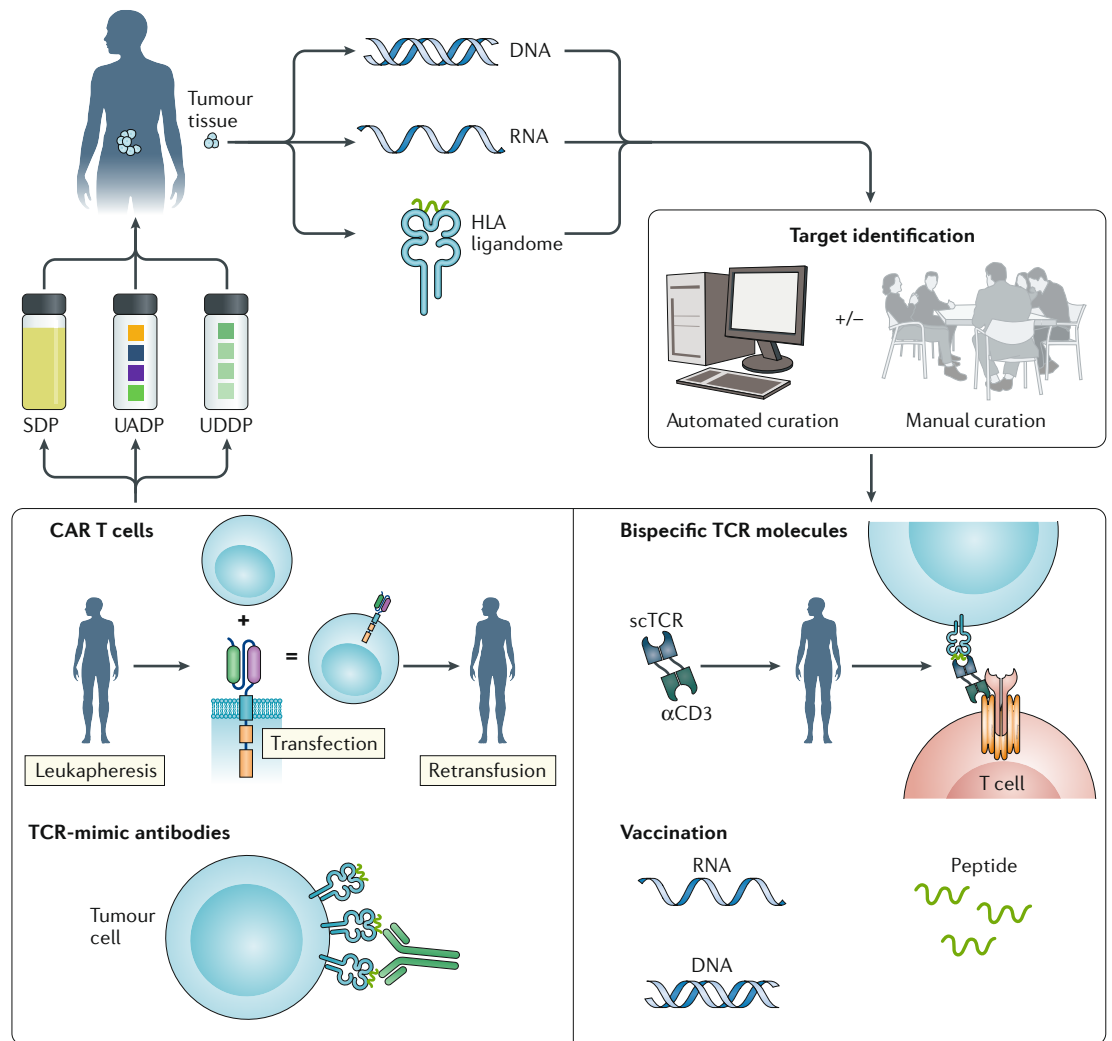 Tumour
tissue
DNA
RNA
HLA
ligandome
Target identification
+/−
Automated curation
Manual curation
SDP
UADP
UDDP
CAR T cells
+
=
Leukapheresis
Transfection
Retransfusion
Bispecific TCR molecules
scTCR
αCD3
T cell
TCR-mimic antibodies
Tumour
cell
Vaccination
RNA
Peptide
DNA